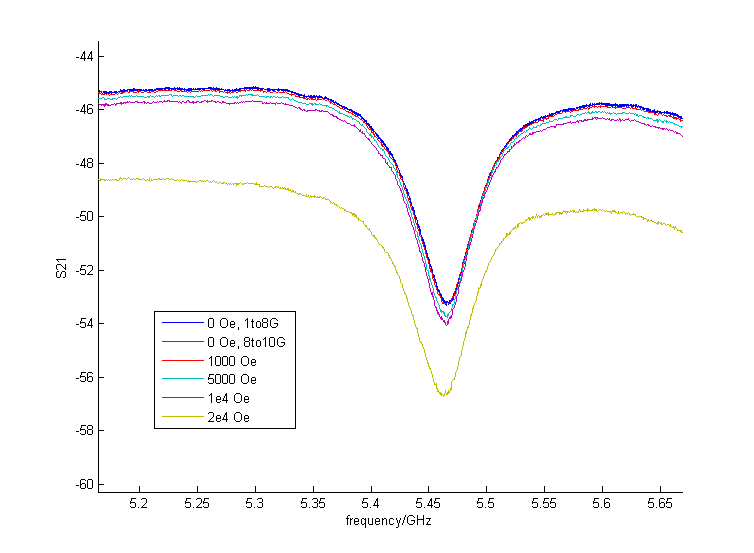 -44
-46
-48
-50
-52
-54
-56
-58
-60
S21
0 Oe, 1to8G
0 Oe, 8to10G
1000 Oe
5000 Oe
1e4 Oe
2e4 Oe
5.2 5.25 5.3 5.35 5.4 5.45 5.5 5.55 5.6 5.65
frequency/GHz